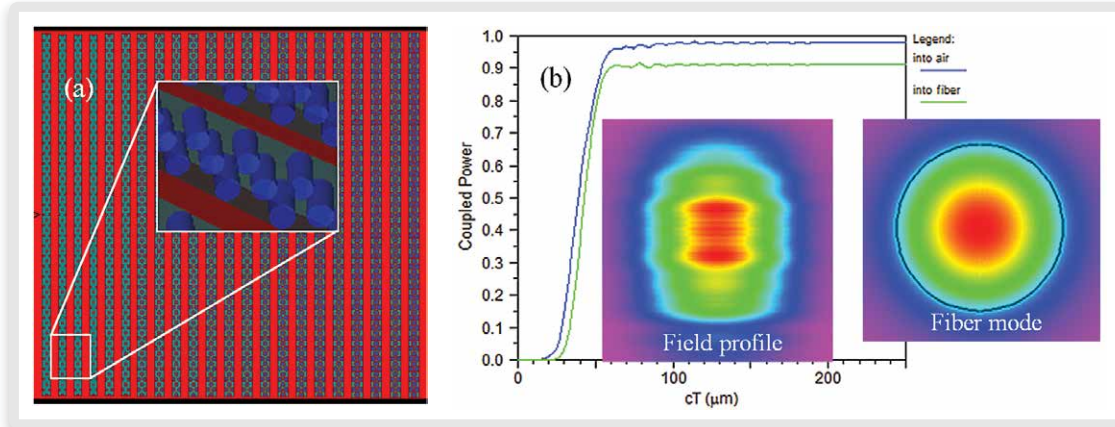 (a)
(b)
Coupled Power
1.0
0.9
0.8
0.7
0.6
0.5
0.4
0.3
0.2
0.1
0.0
0
100
200
cT (µm)
Legend:
into air
into fiber
Field profile
Fiber mode